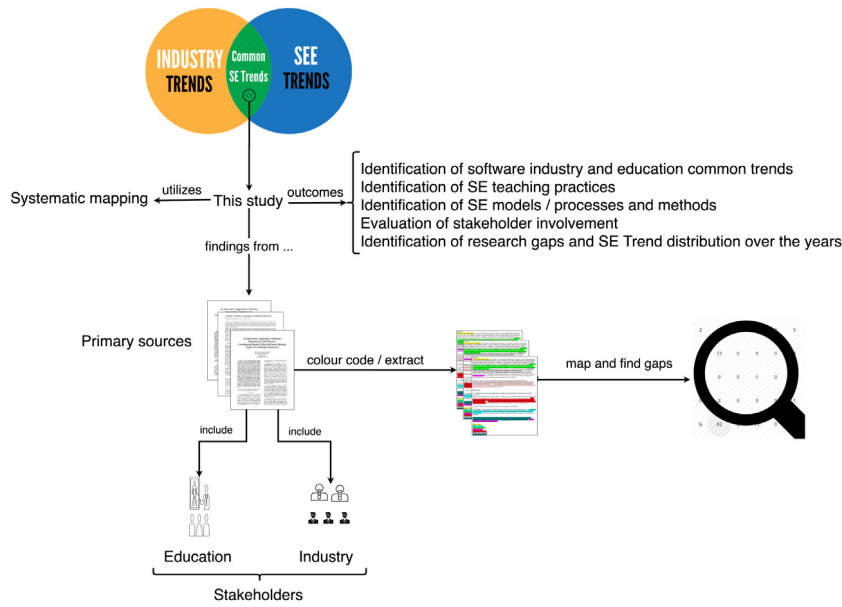 INDUSTRY
TRENDS
Common
SE Trends
SEE
TRENDS
Systematic mapping
utilizes
This study
outcomes
Identification of software industry and education common trends
Identification of SE teaching practices
Identification of SE models / processes and methods
Evaluation of stakeholder involvement
Identification of research gaps and SE Trend distribution over the years
findings from ...
Primary sources
colour code / extract
map and find gaps
include
include
Education
Industry
Stakeholders